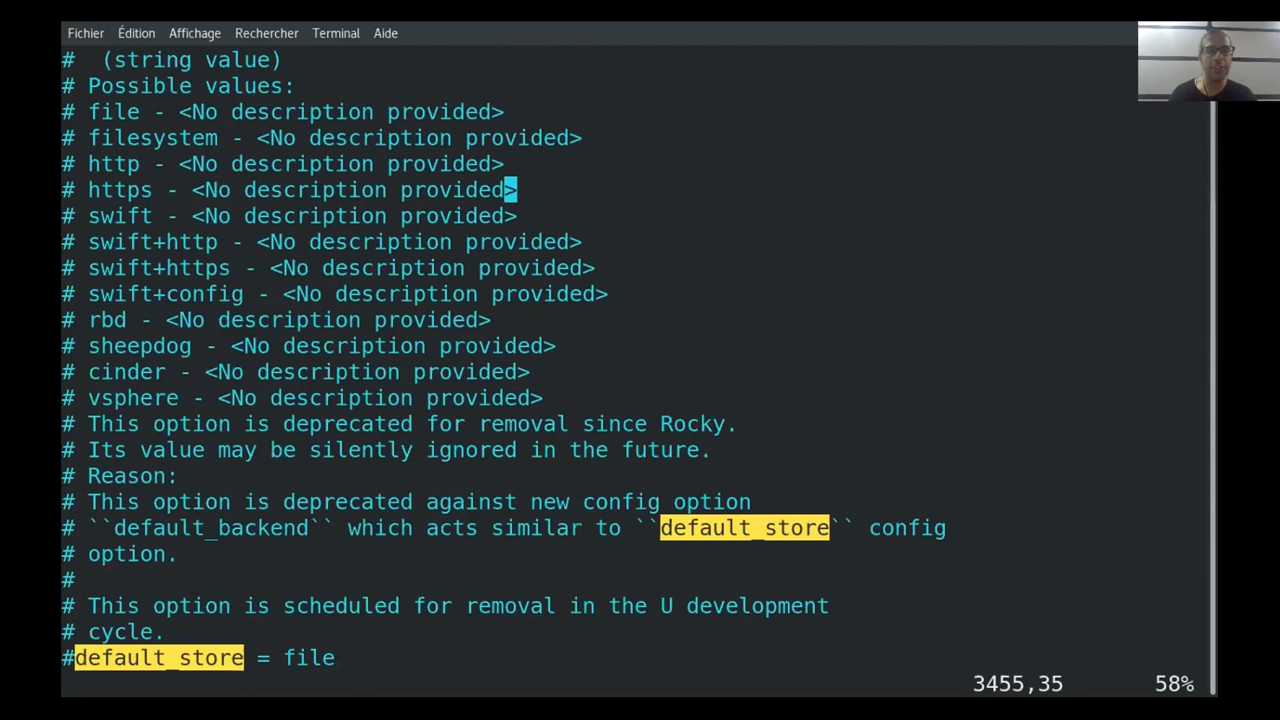 Fichier Édition Affichage Rechercher Terminal Aide
#  (string value)
# Possible values:
# file - <No description provided>
# filesystem - <No description provided>
# http - <No description provided>
# https - <No description provided>
# swift - <No description provided>
# swift+http - <No description provided>
# swift+https - <No description provided>
# swift+config - <No description provided>
# rbd - <No description provided>
# sheepdog - <No description provided>
# cinder - <No description provided>
# vsphere - <No description provided>
# This option is deprecated for removal since Rocky.
# Its value may be silently ignored in the future.
# Reason:
# This option is deprecated against new config option
# ``default_backend`` which acts similar to ``default_store`` config
# option.
#
# This option is scheduled for removal in the U development
# cycle.
#default_store = file
3455,35 58%